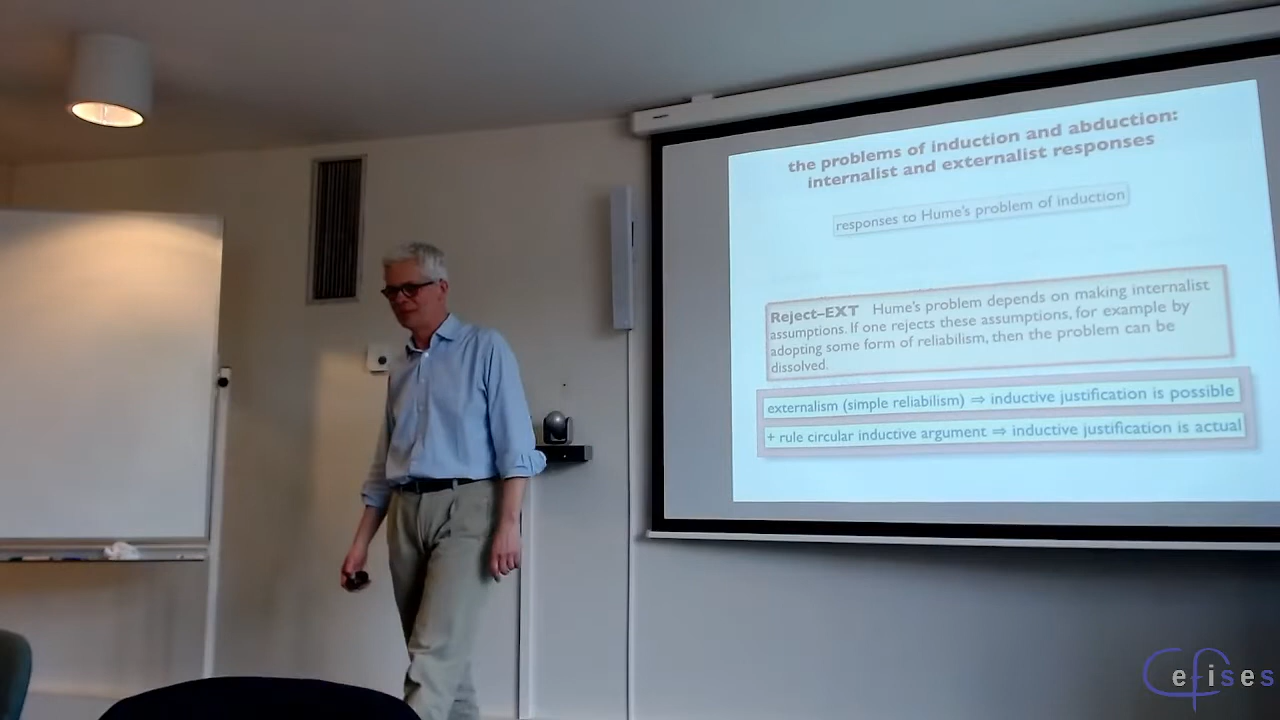 the problems of induction and abduction:
internalist and externalist responses
responses to Hume's problem of induction
Reject–EXT Hume's problem depends on making internalist
assumptions. If one rejects these assumptions, for example by
adopting some form of reliabilism, then the problem can be
dissolved.
externalism (simple reliabilism) ⇒ inductive justification is possible
+ rule circular inductive argument ⇒ inductive justification is actual
Cefises